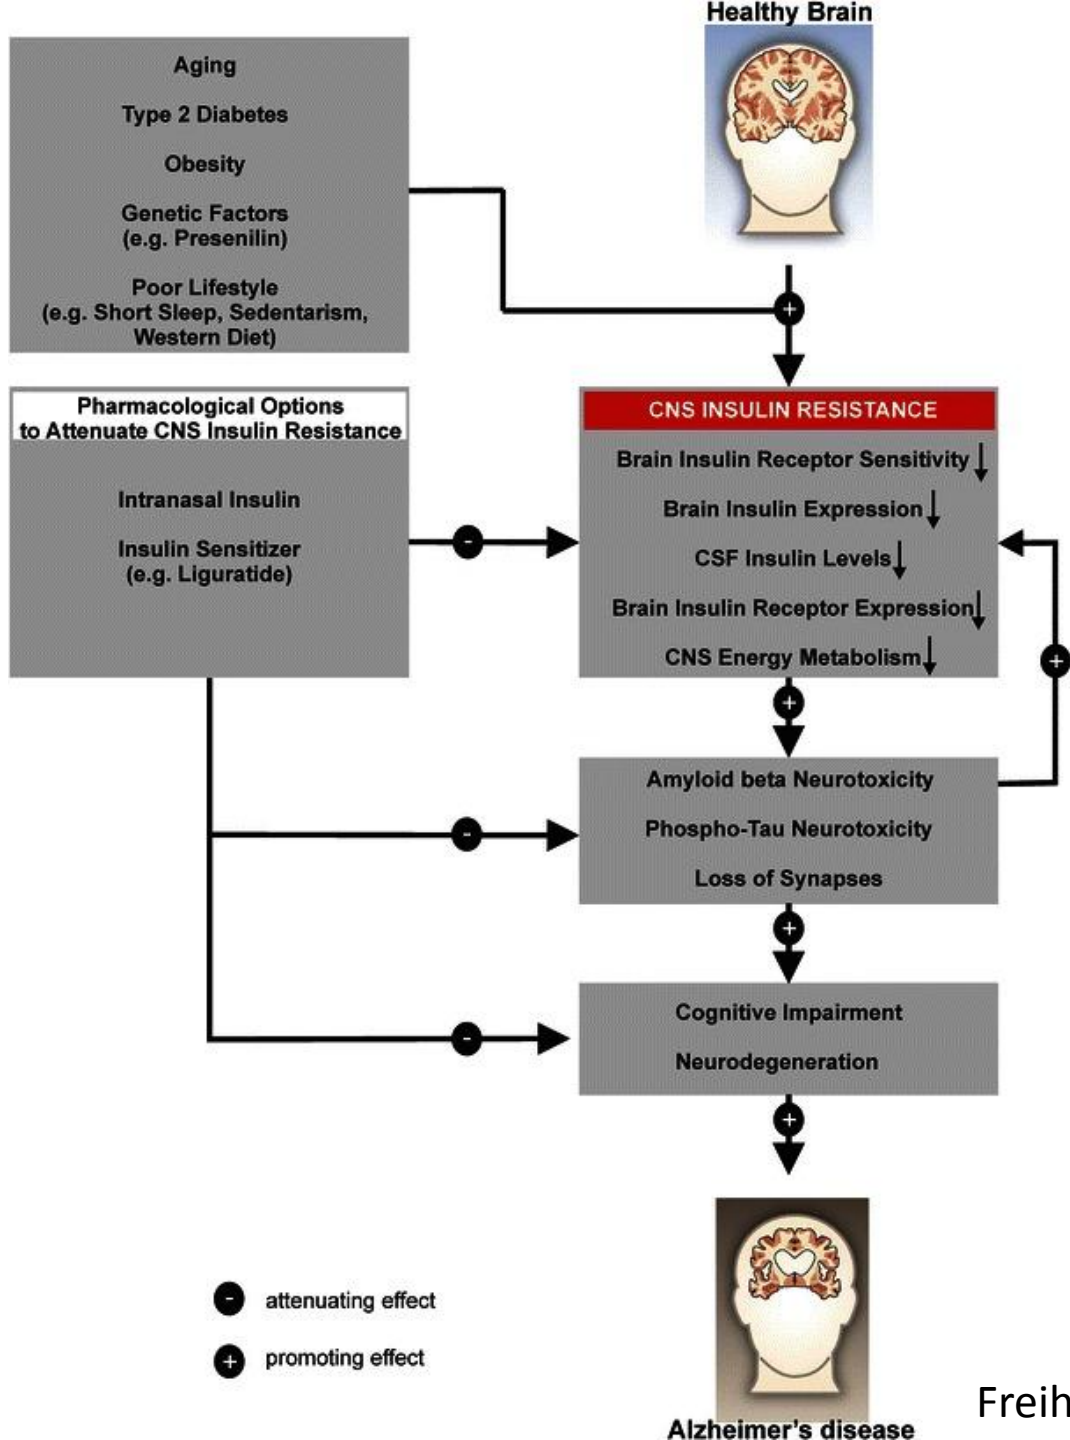 Healthy Brain
Aging
Type 2 Diabetes
Obesity
Genetic Factors
(e.g. Presenilin)
Poor Lifestyle
(e.g. Short Sleep, Sedentarism,
Western Diet)
+
Pharmacological Options
to Attenuate CNS Insulin Resistance
Intranasal Insulin
Insulin Sensitizer
(e.g. Liguratide)
-
CNS INSULIN RESISTANCE
Brain Insulin Receptor Sensitivity↓
Brain Insulin Expression↓
CSF Insulin Levels↓
Brain Insulin Receptor Expression↓
CNS Energy Metabolism↓
+
+
Amyloid beta Neurotoxicity
Phospho-Tau Neurotoxicity
Loss of Synapses
-
+
Cognitive Impairment
Neurodegeneration
-
+
- attenuating effect
+ promoting effect
Freih
Alzheimer's disease